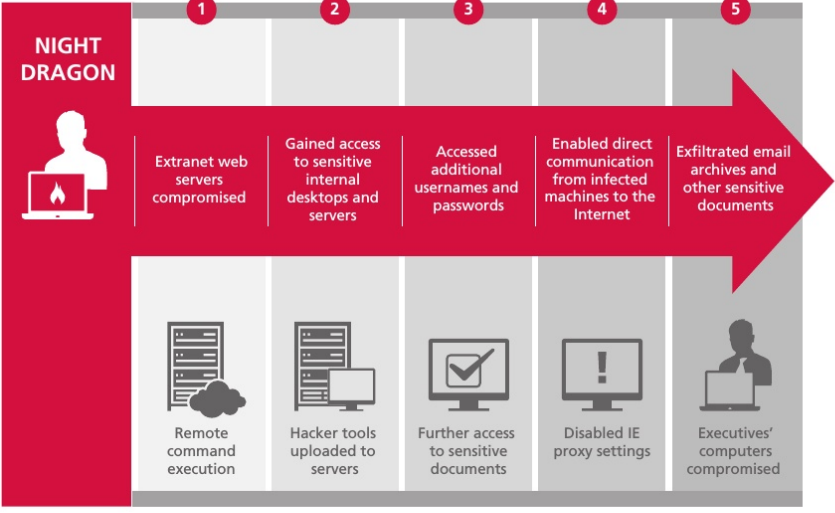 NIGHT
DRAGON
1
2
3
4
5
Extranet web
servers
compromised
Gained access
to sensitive
internal
desktops and
servers
Accessed
additional
usernames and
passwords
Enabled direct
communication
from infected
machines to the
Internet
Exfiltrated email
archives and
other sensitive
documents
Remote
command
execution
Hacker tools
uploaded to
servers
Further access
to sensitive
documents
Disabled IE
proxy settings
Executives'
computers
compromised